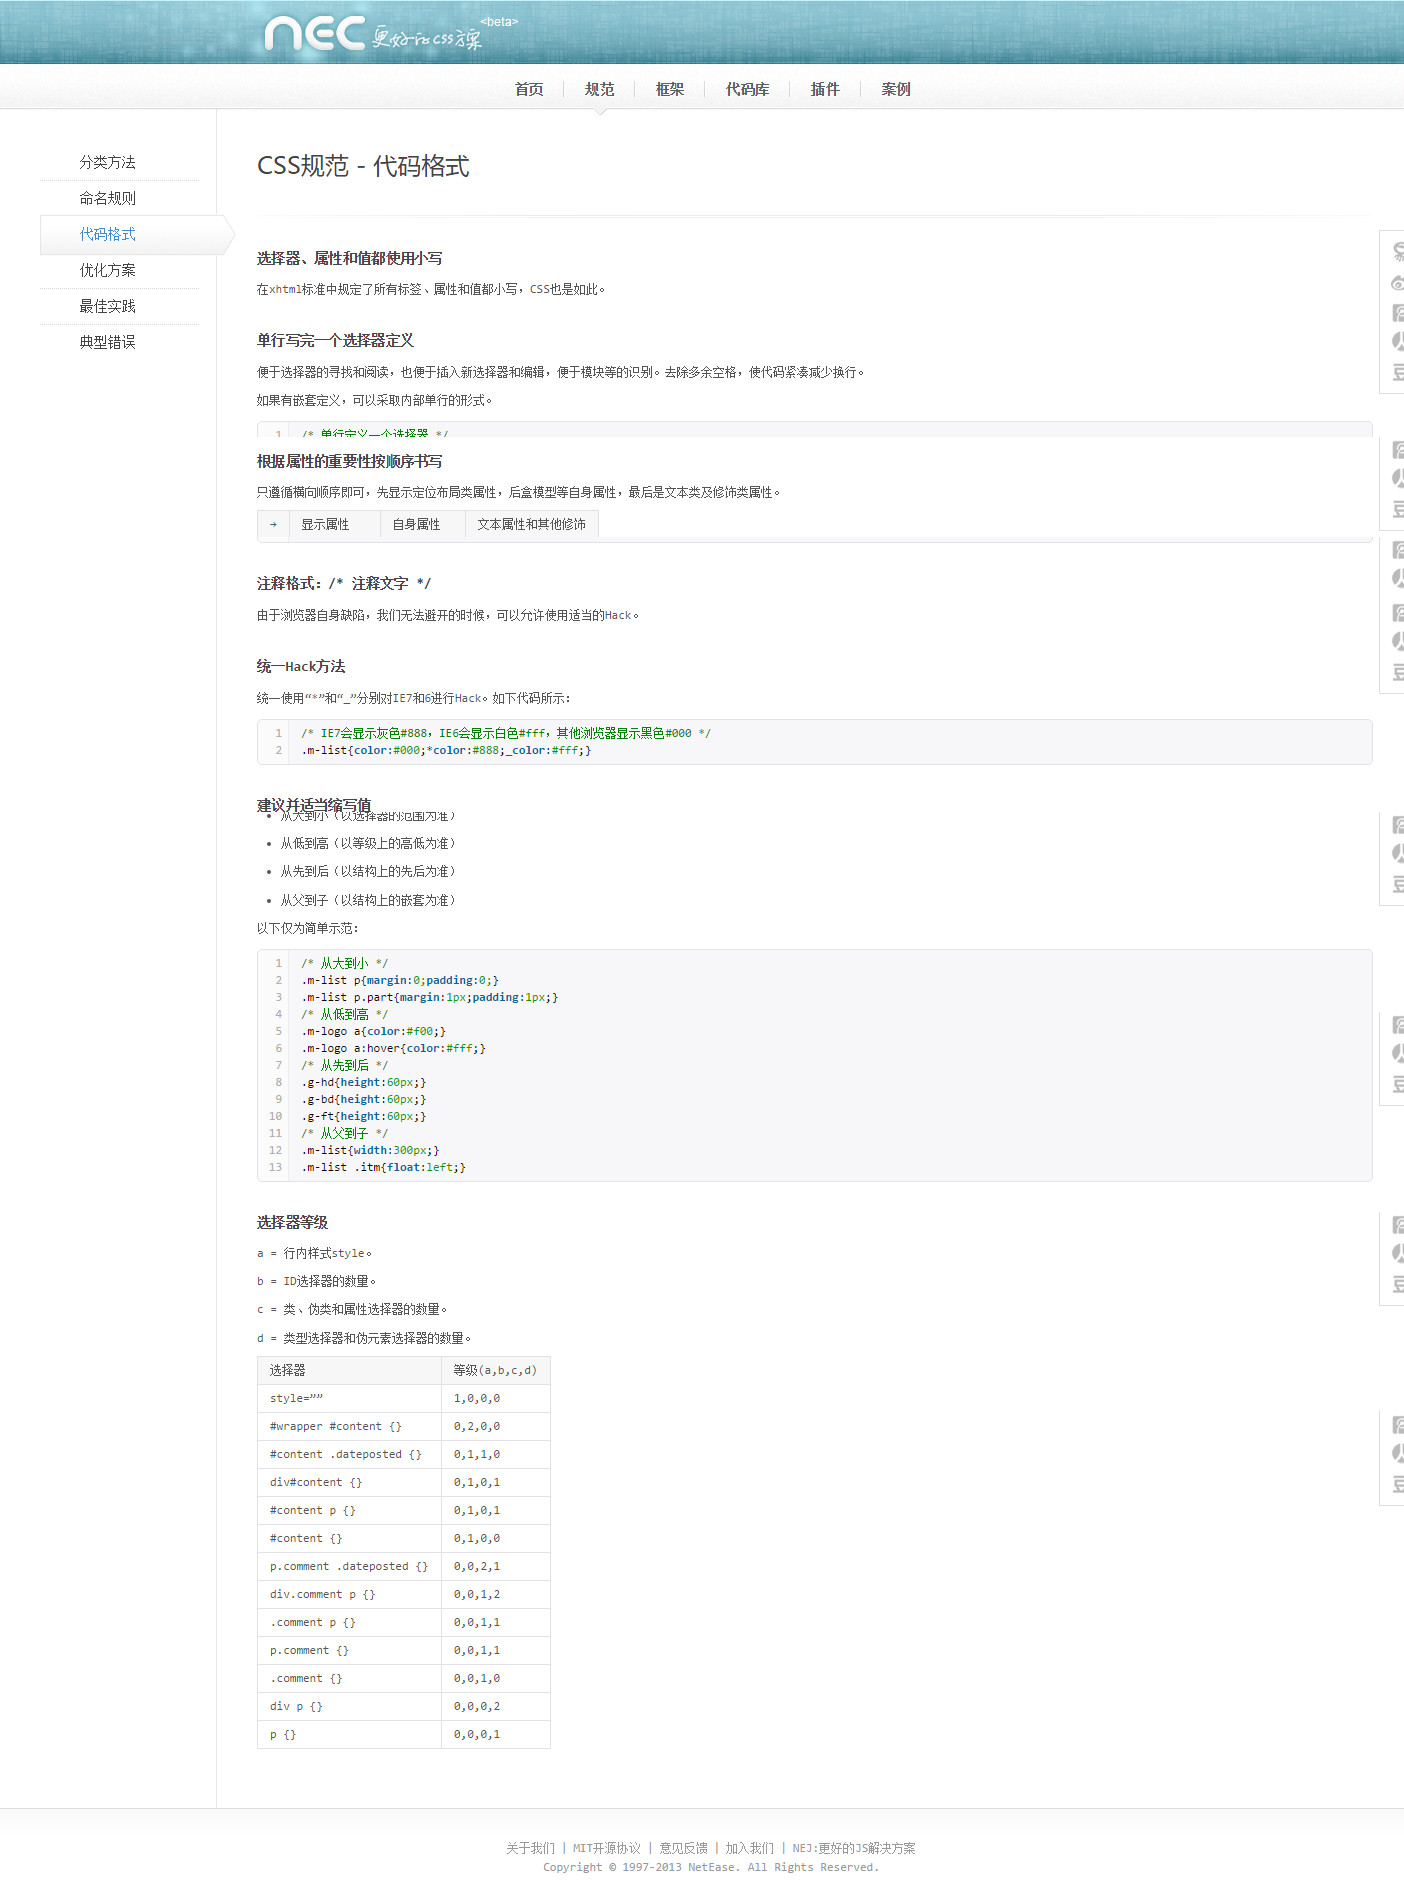 nec 更好的css方案 <beta>
首页 规范 框架 代码库 插件 案例
分类方法
命名规则
代码格式
优化方案
最佳实践
典型错误
CSS规范 - 代码格式
选择器、属性和值都使用小写
在xhtml标准中规定了所有标签、属性和值都小写，CSS也是如此。
单行写完一个选择器定义
便于选择器的寻找和阅读，也便于插入新选择器和编辑，便于模块等的识别。去除多余空格，使代码紧凑减少换行。
如果有嵌套定义，可以采取内部单行的形式。
1 /* 单行定义一个选择器 */
根据属性的重要性按顺序书写
只遵循横向顺序即可，先显示定位布局类属性，后盒模型等自身属性，最后是文本类及修饰类属性。
→ 显示属性 自身属性 文本属性和其他修饰
注释格式：/* 注释文字 */
由于浏览器自身缺陷，我们无法避开的时候，可以允许使用适当的Hack。
统一Hack方法
统一使用“*”和“_”分别对IE7和6进行Hack。如下代码所示：
1 /* IE7会显示灰色#888，IE6会显示白色#fff，其他浏览器显示黑色#000 */
2 .m-list{color:#000;*color:#888;_color:#fff;}
建议并适当缩写值
• 从大到小（以选择器的范围为准）
• 从低到高（以等级上的高低为准）
• 从先到后（以结构上的先后为准）
• 从父到子（以结构上的嵌套为准）
以下仅为简单示范：
1 /* 从大到小 */
2 .m-list p{margin:0;padding:0;}
3 .m-list p.part{margin:1px;padding:1px;}
4 /* 从低到高 */
5 .m-logo a{color:#f00;}
6 .m-logo a:hover{color:#fff;}
7 /* 从先到后 */
8 .g-hd{height:60px;}
9 .g-bd{height:60px;}
10 .g-ft{height:60px;}
11 /* 从父到子 */
12 .m-list{width:300px;}
13 .m-list .itm{float:left;}
选择器等级
a = 行内样式style。
b = ID选择器的数量。
c = 类、伪类和属性选择器的数量。
d = 类型选择器和伪元素选择器的数量。
选择器 等级(a,b,c,d)
style=”” 1,0,0,0
#wrapper #content {} 0,2,0,0
#content .dateposted {} 0,1,1,0
div#content {} 0,1,0,1
#content p {} 0,1,0,1
#content {} 0,1,0,0
p.comment .dateposted {} 0,0,2,1
div.comment p {} 0,0,1,2
.comment p {} 0,0,1,1
p.comment {} 0,0,1,1
.comment {} 0,0,1,0
div p {} 0,0,0,2
p {} 0,0,0,1
关于我们 | MIT开源协议 | 意见反馈 | 加入我们 | NEJ:更好的JS解决方案
Copyright © 1997-2013 NetEase. All Rights Reserved.